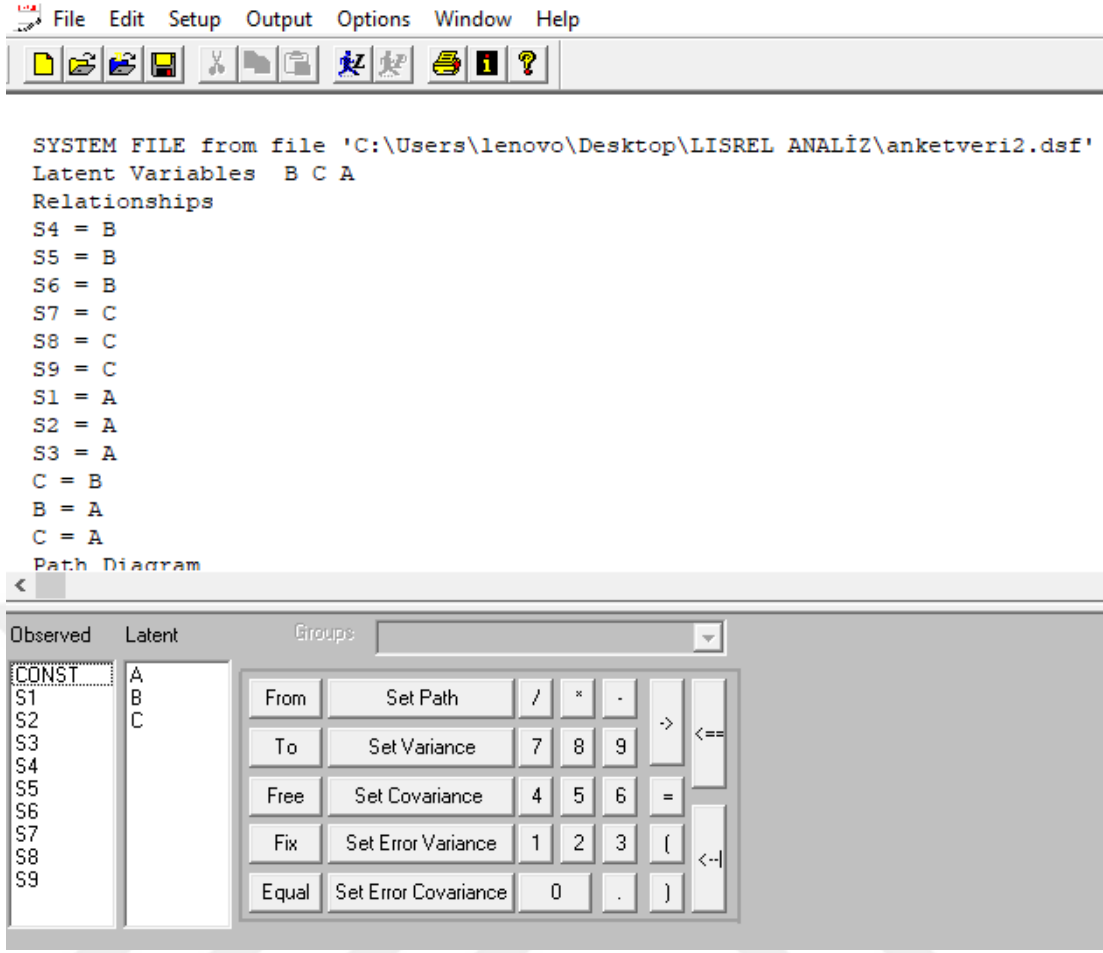 File Edit Setup Output Options Window Help
SYSTEM FILE from file 'C:\Users\lenovo\Desktop\LISREL ANALİZ\anketveri2.dsf'
Latent Variables  B C A
Relationships
S4 = B
S5 = B
S6 = B
S7 = C
S8 = C
S9 = C
S1 = A
S2 = A
S3 = A
C = B
B = A
C = A
Path Diagram
Observed Latent Groups
CONST A
S1 B
S2 C
S3
S4
S5
S6
S7
S8
S9
From Set Path / * - -> <==
To Set Variance 7 8 9
Free Set Covariance 4 5 6 =
Fix Set Error Variance 1 2 3 ( <--|
Equal Set Error Covariance 0 . )